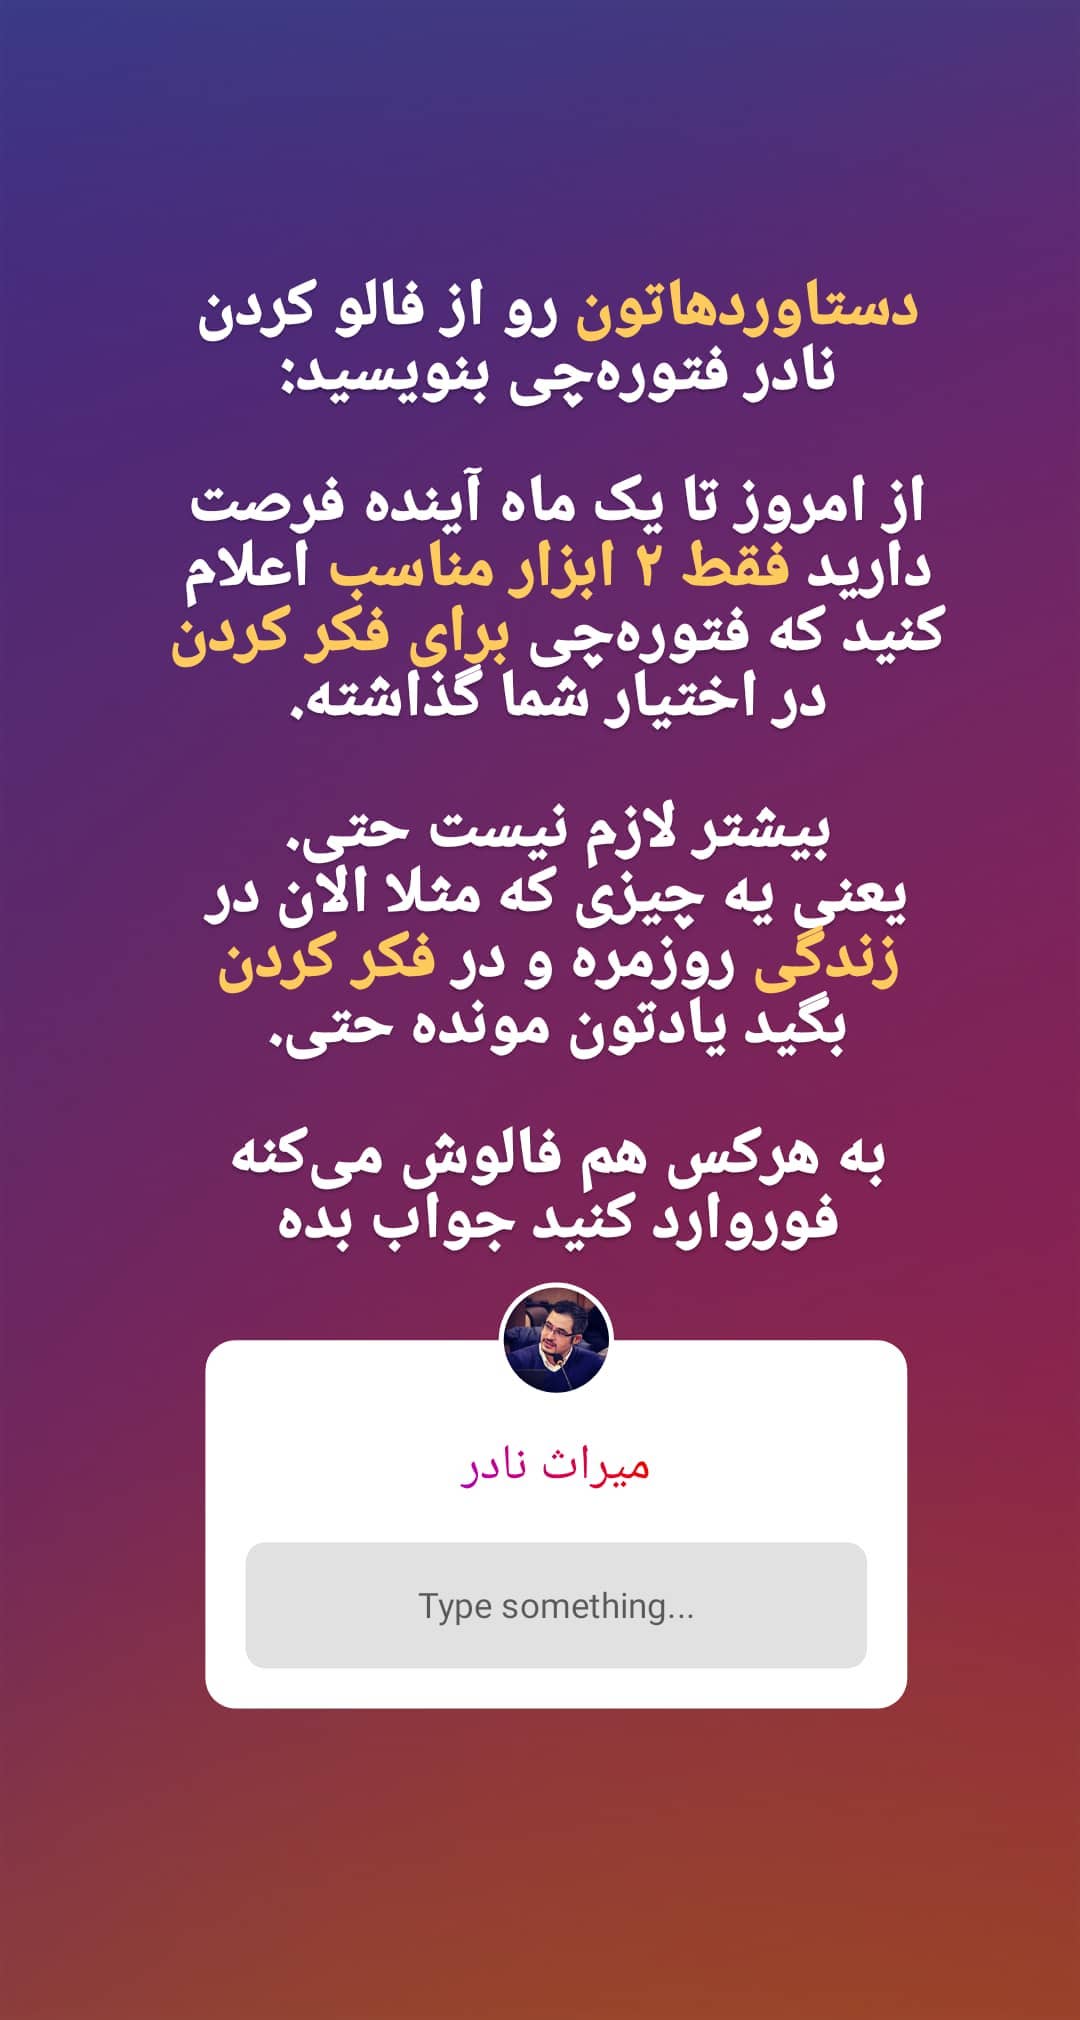 دستاوردهاتون رو از فالو کردن
نادر فتوره‌چی بنویسید:
از امروز تا یک ماه آینده فرصت
دارید فقط ۲ ابزار مناسب اعلام
کنید که فتوره‌چی برای فکر کردن
در اختیار شما گذاشته.
بیشتر لازم نیست حتی.
یعنی یه چیزی که مثلا الان در
زندگی روزمره و در فکر کردن
بگید یادتون مونده حتی.
به هرکس هم فالوش می‌کنه
فوروارد کنید جواب بده
میراث نادر
Type something...